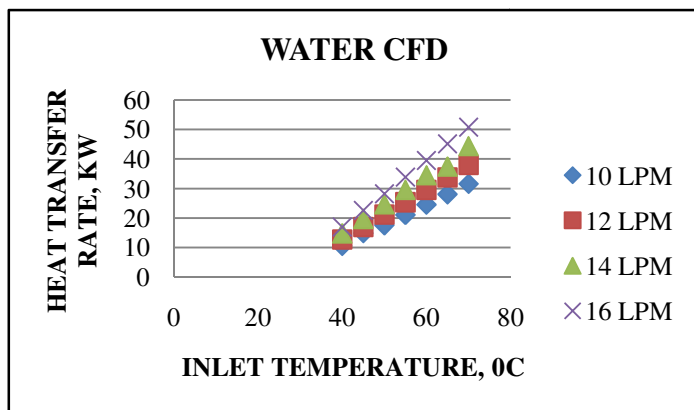 WATER CFD
HEAT TRANSFER
RATE, KW
60
50
40
30
20
10
0
0
20
40
60
80
INLET TEMPERATURE, 0C
10 LPM
12 LPM
14 LPM
16 LPM